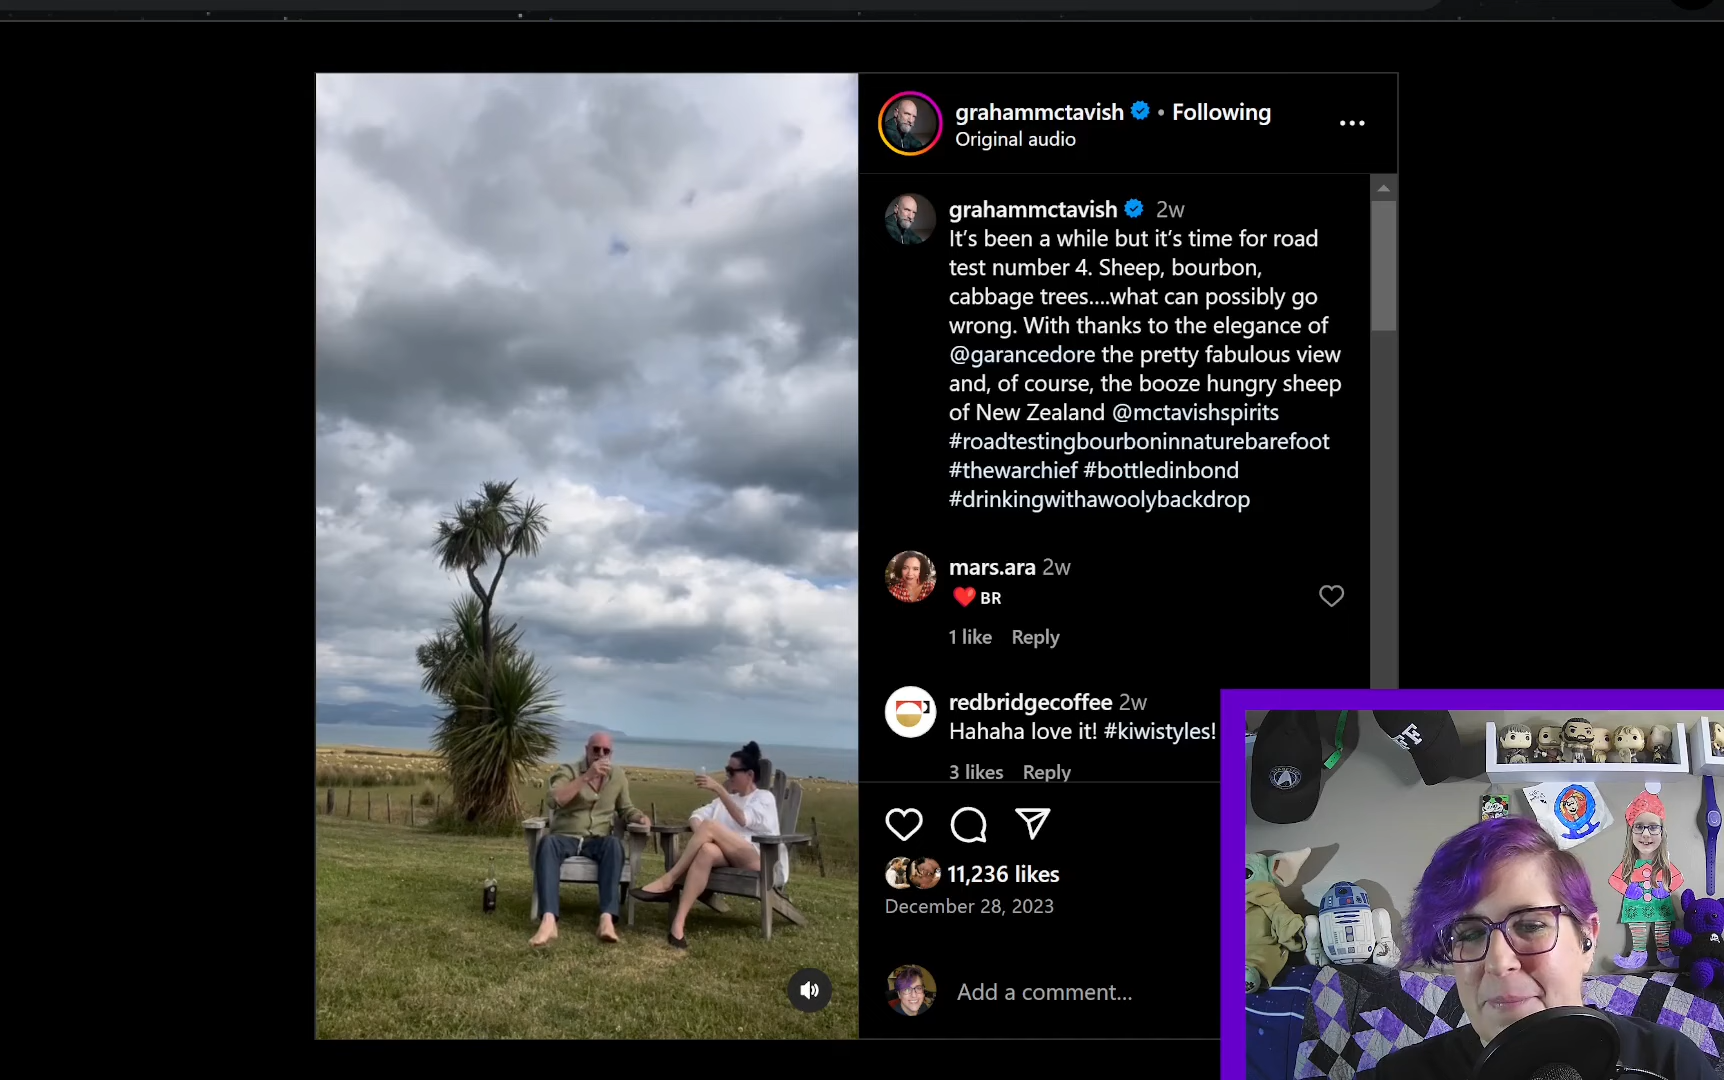 grahammctavish • Following
Original audio
grahammctavish 2w
It’s been a while but it’s time for road
test number 4. Sheep, bourbon,
cabbage trees....what can possibly go
wrong. With thanks to the elegance of
@garancedore the pretty fabulous view
and, of course, the booze hungry sheep
of New Zealand @mctavishspirits
#roadtestingbourboninnaturebarefoot
#thewarchief #bottledinbond
#drinkingwithawoolybackdrop
mars.ara 2w
❤️ BR
1 like Reply
redbridgecoffee 2w
Hahaha love it! #kiwistyles!
3 likes Reply
11,236 likes
December 28, 2023
Add a comment...